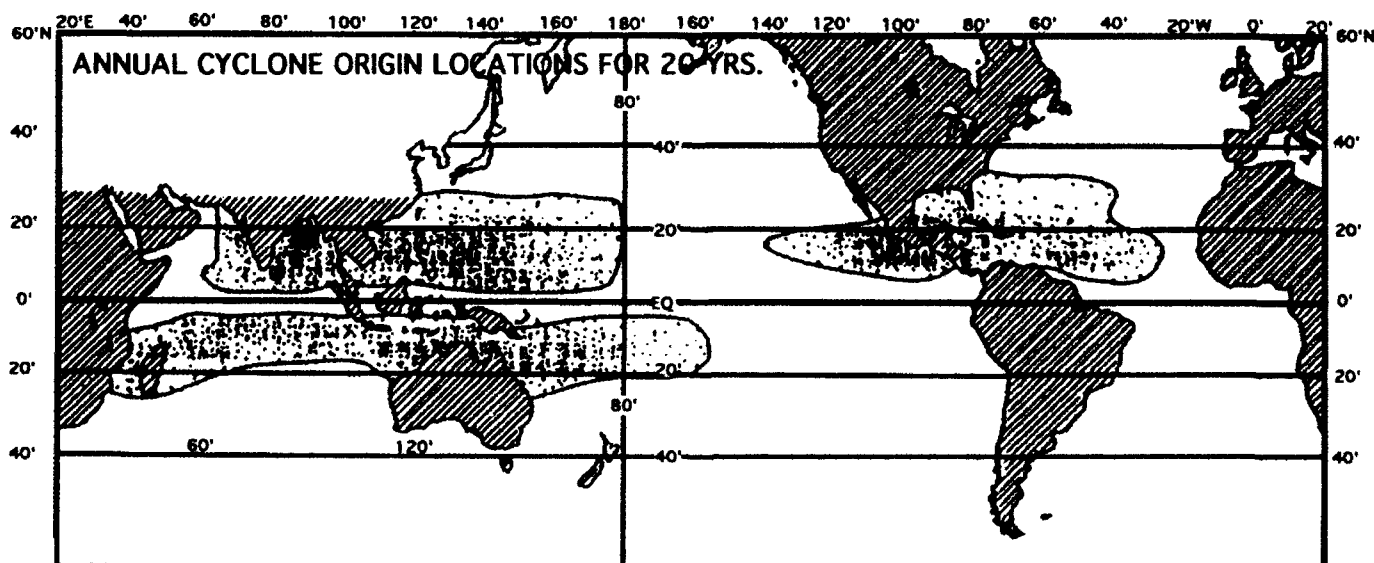 20'E 40' 60' 80' 100' 120' 140' 160' 180' 160' 140' 120' 100' 80' 60' 40' 20'W 0' 20'
60'N 60'N
ANNUAL CYCLONE ORIGIN LOCATIONS FOR 20 YRS.
80'
40' 40' 40'
20' 20' 20'
0' EQ 0'
20' 20' 20'
80'
60' 120'
40' 40' 40'